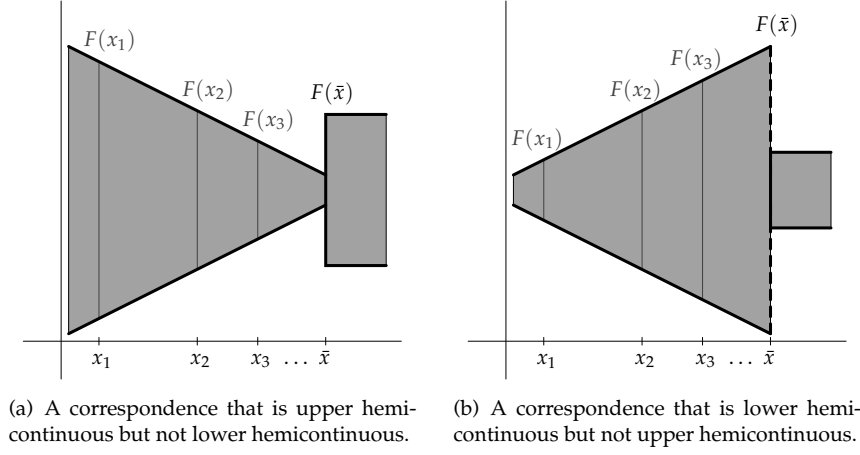 F(x₁)
F(x₂)
F(x₃)
F(x̄)
x₁ x₂ x₃ ... x̄
(a) A correspondence that is upper hemi-
continuous but not lower hemicontinuous.
F(x̄)
F(x₃)
F(x₂)
F(x₁)
x₁ x₂ x₃ ... x̄
(b) A correspondence that is lower hemi-
continuous but not upper hemicontinuous.